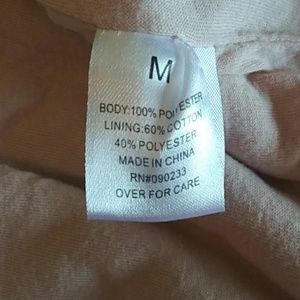 M
BODY:100% POLYESTER
LINING:60% COTTON
40% POLYESTER
MADE IN CHINA
RN#090233
OVER FOR CARE